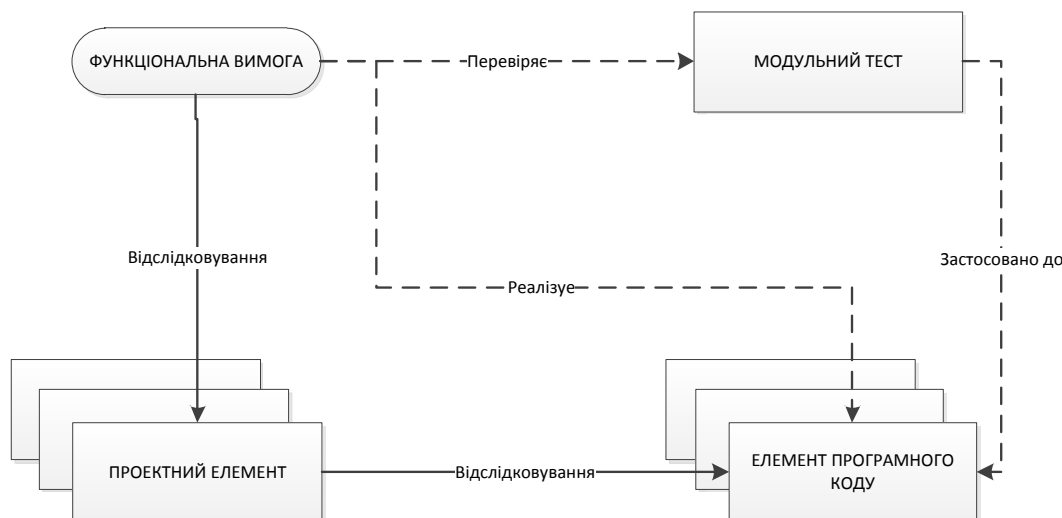 ФУНКЦІОНАЛЬНА ВИМОГА
Перевіряє
МОДУЛЬНИЙ ТЕСТ
Відслідковування
Застосовано до
Реалізує
ПРОЕКТНИЙ ЕЛЕМЕНТ
Відслідковування
ЕЛЕМЕНТ ПРОГРАМНОГО
КОДУ